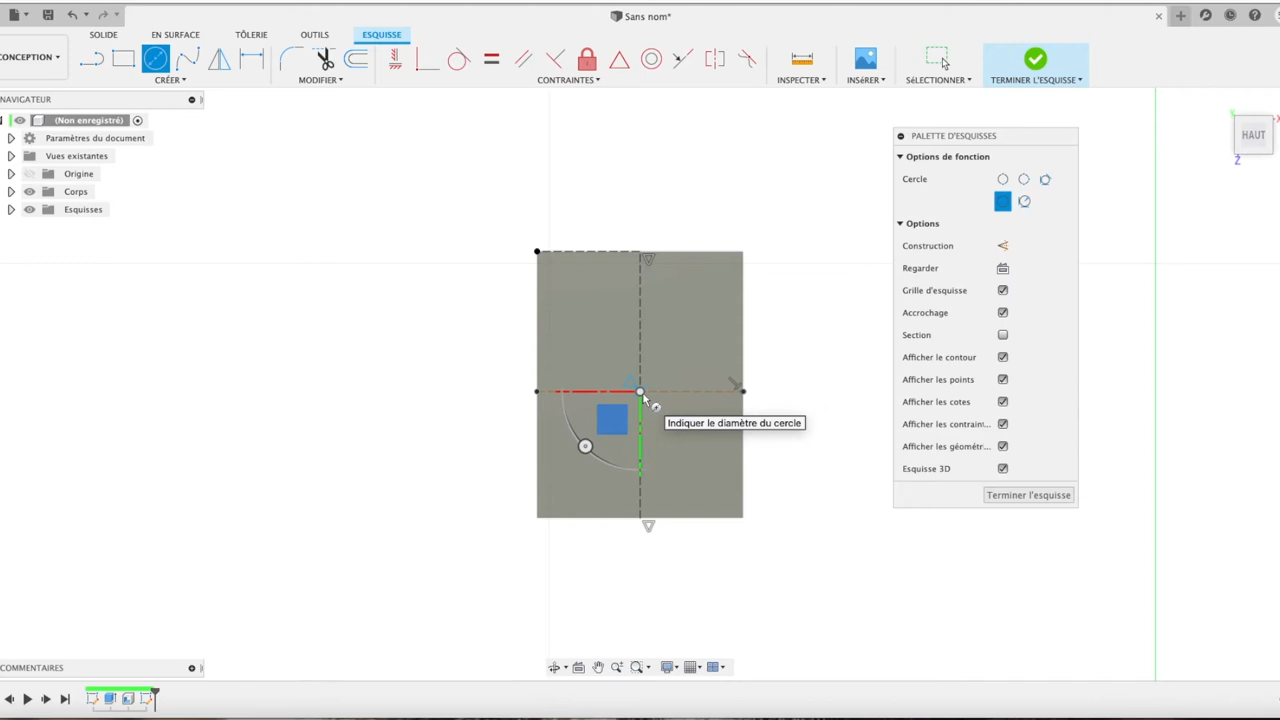 Sans nom*
SOLIDE EN SURFACE TÔLERIE OUTILS ESQUISSE
CONCEPTION
CRÉER MODIFIER CONTRAINTES INSPECTER INSÉRER SÉLECTIONNER TERMINER L'ESQUISSE
NAVIGATEUR
(Non enregistré)
Paramètres du document
Vues existantes
Origine
Corps
Esquisses
HAUT
Z
PALETTE D'ESQUISSES
Options de fonction
Cercle
Options
Construction
Regarder
Grille d'esquisse
Accrochage
Section
Afficher le contour
Afficher les points
Afficher les cotes
Afficher les contrain...
Afficher les géométr...
Esquisse 3D
Terminer l'esquisse
Indiquer le diamètre du cercle
COMMENTAIRES